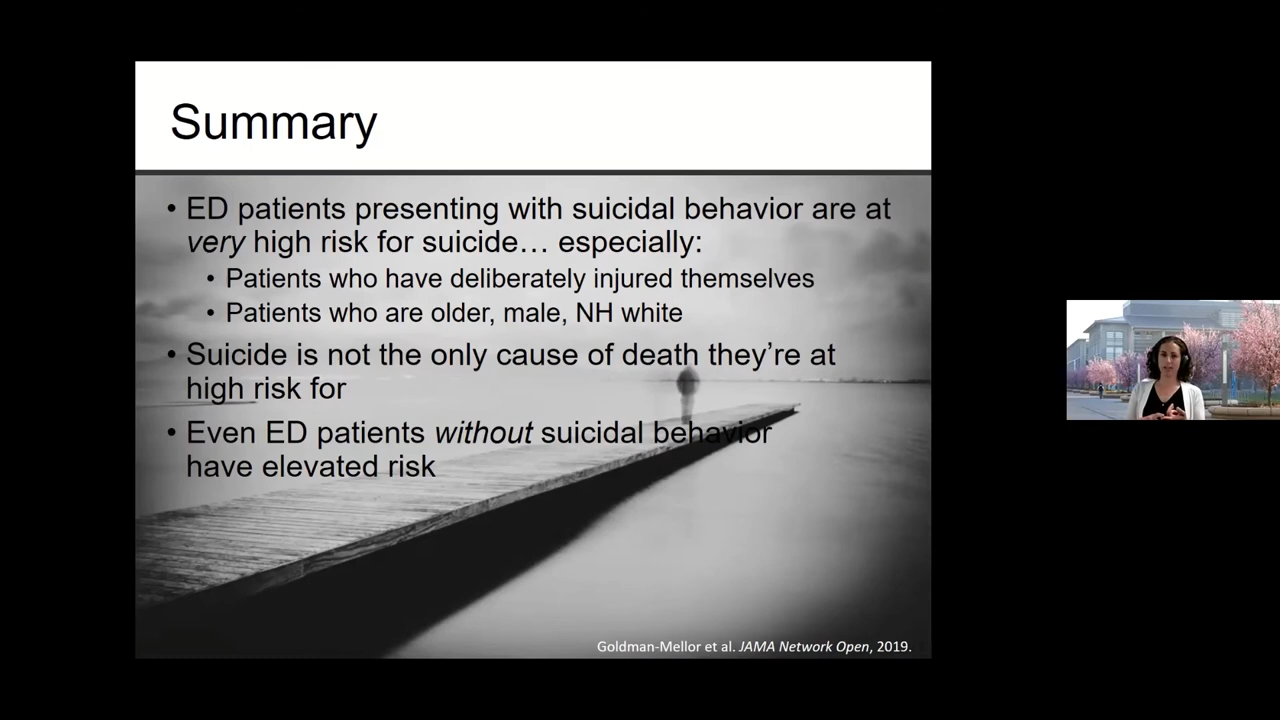 Summary
• ED patients presenting with suicidal behavior are at
very high risk for suicide… especially:
• Patients who have deliberately injured themselves
• Patients who are older, male, NH white
• Suicide is not the only cause of death they’re at
high risk for
• Even ED patients without suicidal behavior
have elevated risk
Goldman-Mellor et al. JAMA Network Open, 2019.